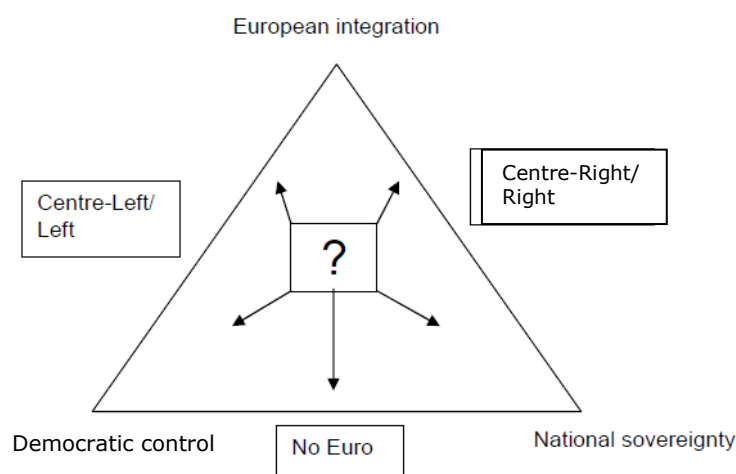 European integration
Centre-Left/
Left
Centre-Right/
Right
?
Democratic control
No Euro
National sovereignty